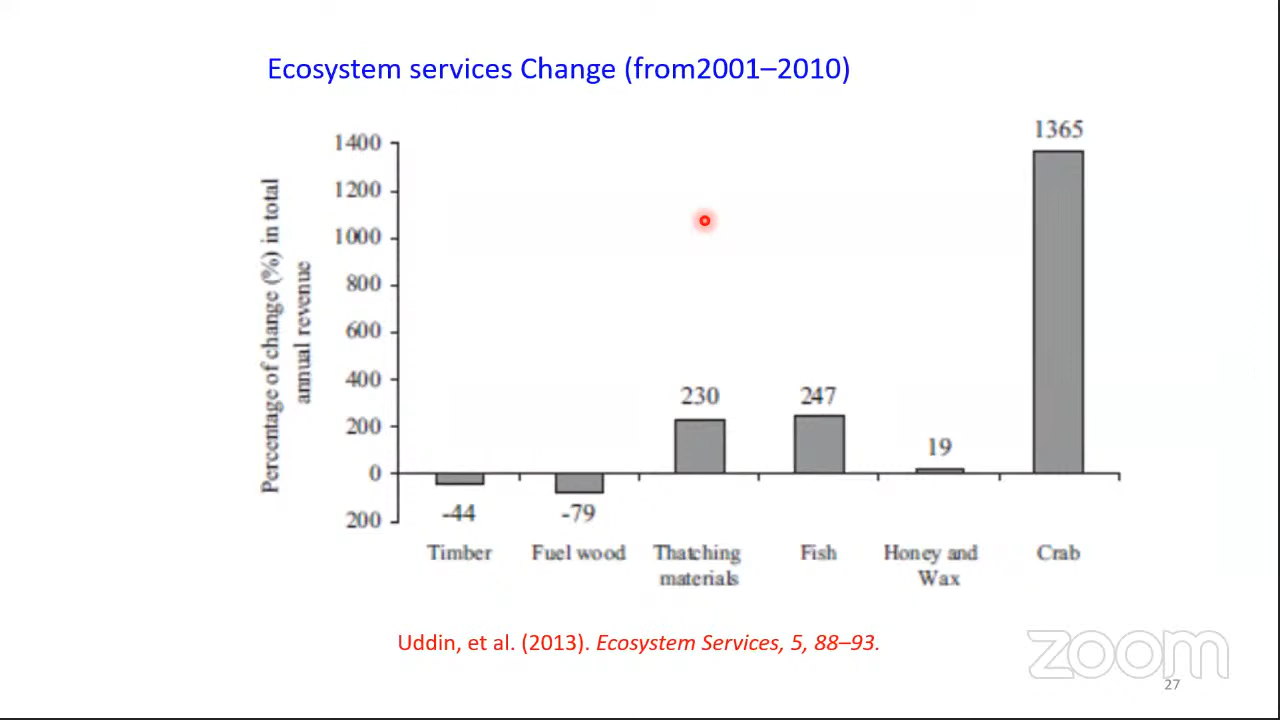 Ecosystem services Change (from2001–2010)
Percentage of change (%) in total
annual revenue
1400
1200
1000
800
600
400
200
0
200
1365
230
247
19
-44
-79
Timber
Fuel wood
Thatching
materials
Fish
Honey and
Wax
Crab
Uddin, et al. (2013). Ecosystem Services, 5, 88–93.
zoom
27